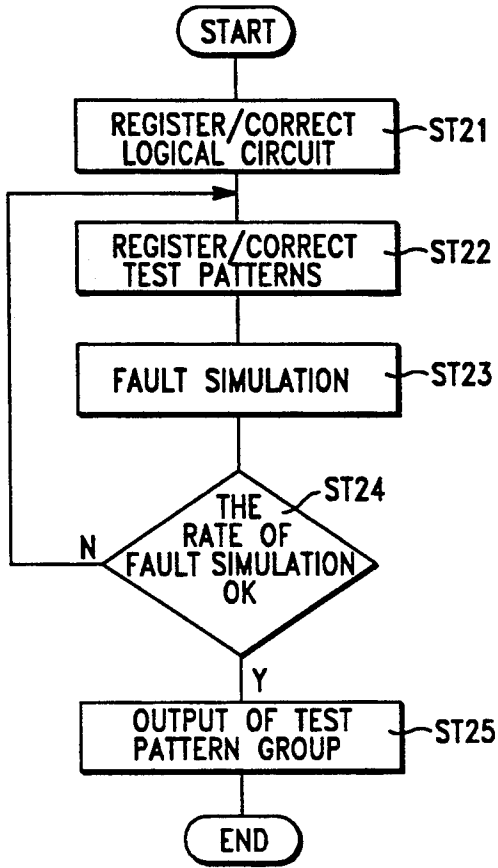 START
REGISTER/CORRECT
LOGICAL CIRCUIT
ST21
REGISTER/CORRECT
TEST PATTERNS
ST22
FAULT SIMULATION
ST23
THE
RATE OF
FAULT SIMULATION
OK
ST24
N
Y
OUTPUT OF TEST
PATTERN GROUP
ST25
END